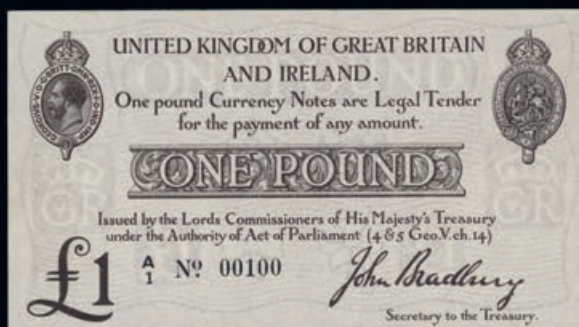 UNITED KINGDOM OF GREAT BRITAIN
AND IRELAND.
One pound Currency Notes are Legal Tender
for the payment of any amount.
ONE POUND
Issued by the Lords Commissioners of His Majesty's Treasury
under the Authority of Act of Parliament (4 & 5 Geo.V. ch.14)
£1 A/1 No. 00100 John Bradbury
Secretary to the Treasury.